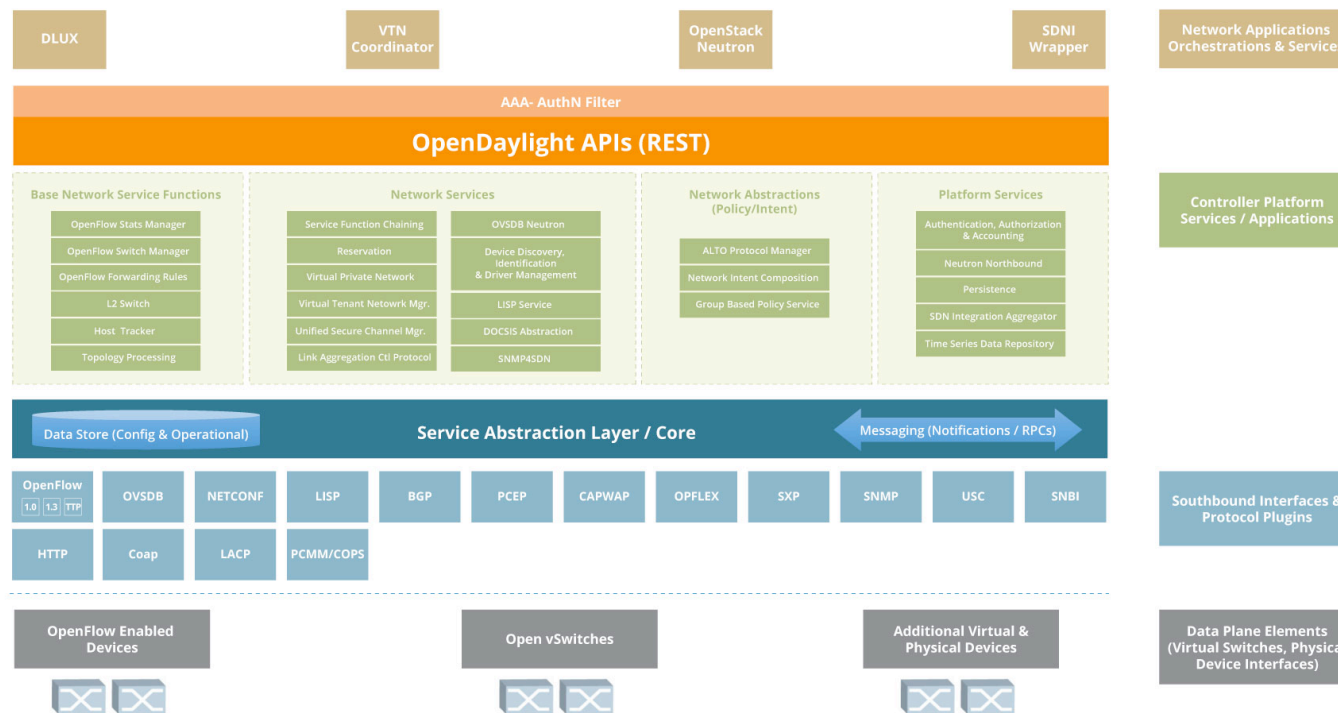 DLUX
VTN
Coordinator
OpenStack
Neutron
SDNI
Wrapper
Network Applications
Orchestrations & Service
AAA- AuthN Filter
OpenDaylight APIs (REST)
Base Network Service Functions
OpenFlow Stats Manager
OpenFlow Switch Manager
OpenFlow Forwarding Rules
L2 Switch
Host Tracker
Topology Processing
Network Services
Service Function Chaining
Reservation
Virtual Private Network
Virtual Tenant Netowrk Mgr.
Unified Secure Channel Mgr.
Link Aggregation Ctl Protocol
OVSDB Neutron
Device Discovery,
Identification
& Driver Management
LISP Service
DOCSIS Abstraction
SNMP4SDN
Network Abstractions
(Policy/Intent)
ALTO Protocol Manager
Network Intent Composition
Group Based Policy Service
Platform Services
Authentication, Authorization
& Accounting
Neutron Northbound
Persistence
SDN Integration Aggregator
Time Series Data Repository
Controller Platform
Services / Applications
Data Store (Config & Operational)
Service Abstraction Layer / Core
Messaging (Notifications / RPCs)
OpenFlow
1.0 1.3 TTP
OVSDB
NETCONF
LISP
BGP
PCEP
CAPWAP
OPFLEX
SXP
SNMP
USC
SNBI
HTTP
Coap
LACP
PCMM/COPS
Southbound Interfaces &
Protocol Plugins
OpenFlow Enabled
Devices
Open vSwitches
Additional Virtual &
Physical Devices
Data Plane Elements
(Virtual Switches, Physica
Device Interfaces)